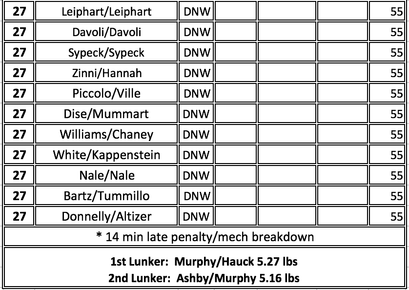 27 Leiphart/Leiphart DNW 55
27 Davoli/Davoli DNW 55
27 Sypeck/Sypeck DNW 55
27 Zinni/Hannah DNW 55
27 Piccolo/Ville DNW 55
27 Dise/Mummart DNW 55
27 Williams/Chaney DNW 55
27 White/Kappenstein DNW 55
27 Nale/Nale DNW 55
27 Bartz/Tummillo DNW 55
27 Donnelly/Altizer DNW 55
* 14 min late penalty/mech breakdown
1st Lunker: Murphy/Hauck 5.27 lbs
2nd Lunker: Ashby/Murphy 5.16 lbs